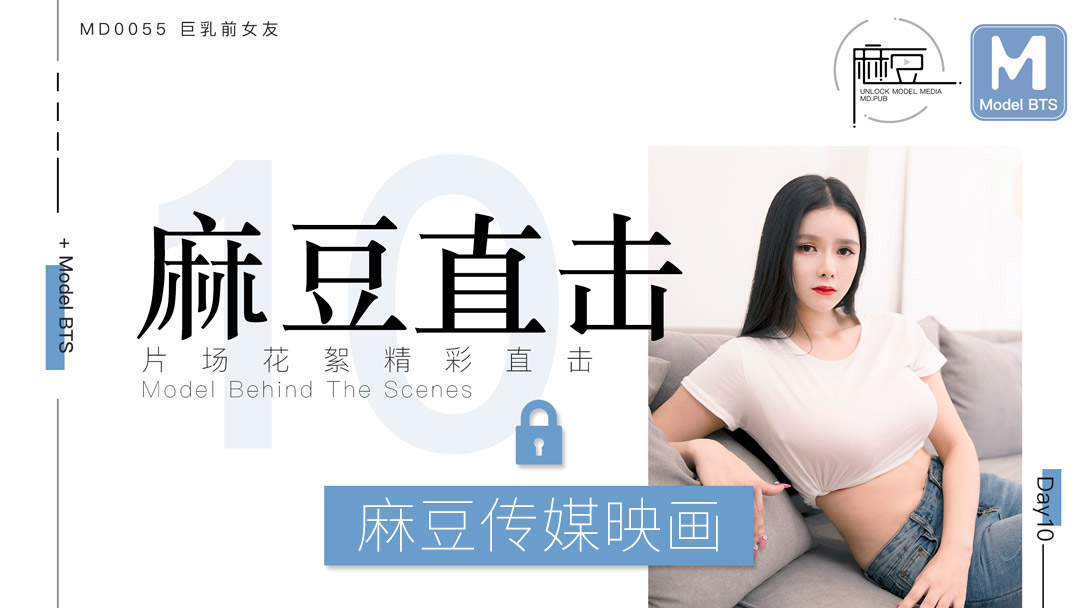 MD0055 巨乳前女友
麻豆
UNLOCK MODEL MEDIA
MD.PUB
M
Model BTS
10
+ Model BTS
麻豆直击
片场花絮精彩直击
Model Behind The Scenes
麻豆传媒映画
Day10